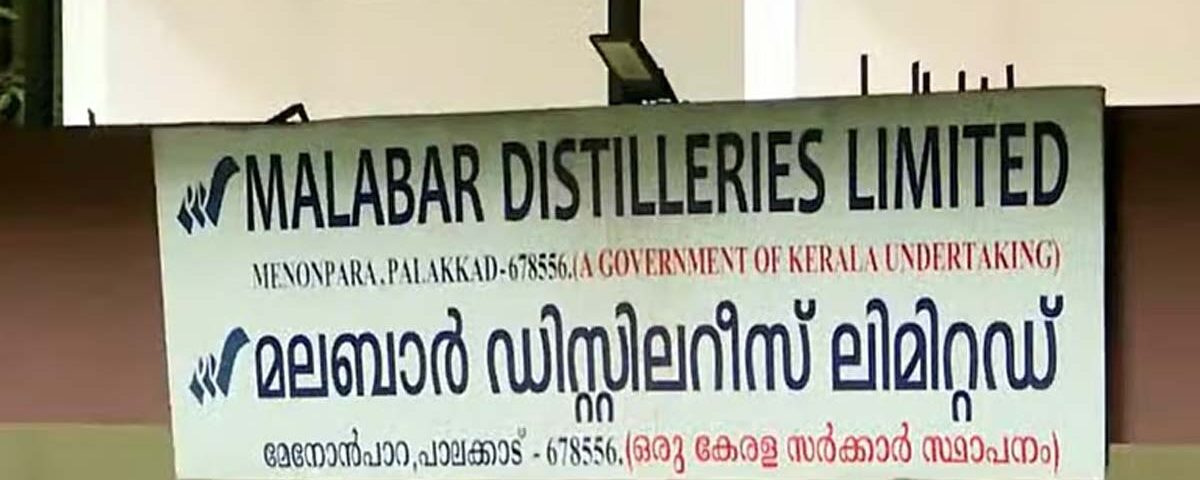 MALABAR DISTILLERIES LIMITED
MENONPARA,PALAKKAD-678556.(A GOVERNMENT OF KERALA UNDERTAKING)
മലബാർ ഡിസ്റ്റിലറീസ് ലിമിറ്റഡ്
മേനോൻപാറ,പാലക്കാട് - 678556.(ഒരു കേരള സർക്കാർ സ്ഥാപനം)